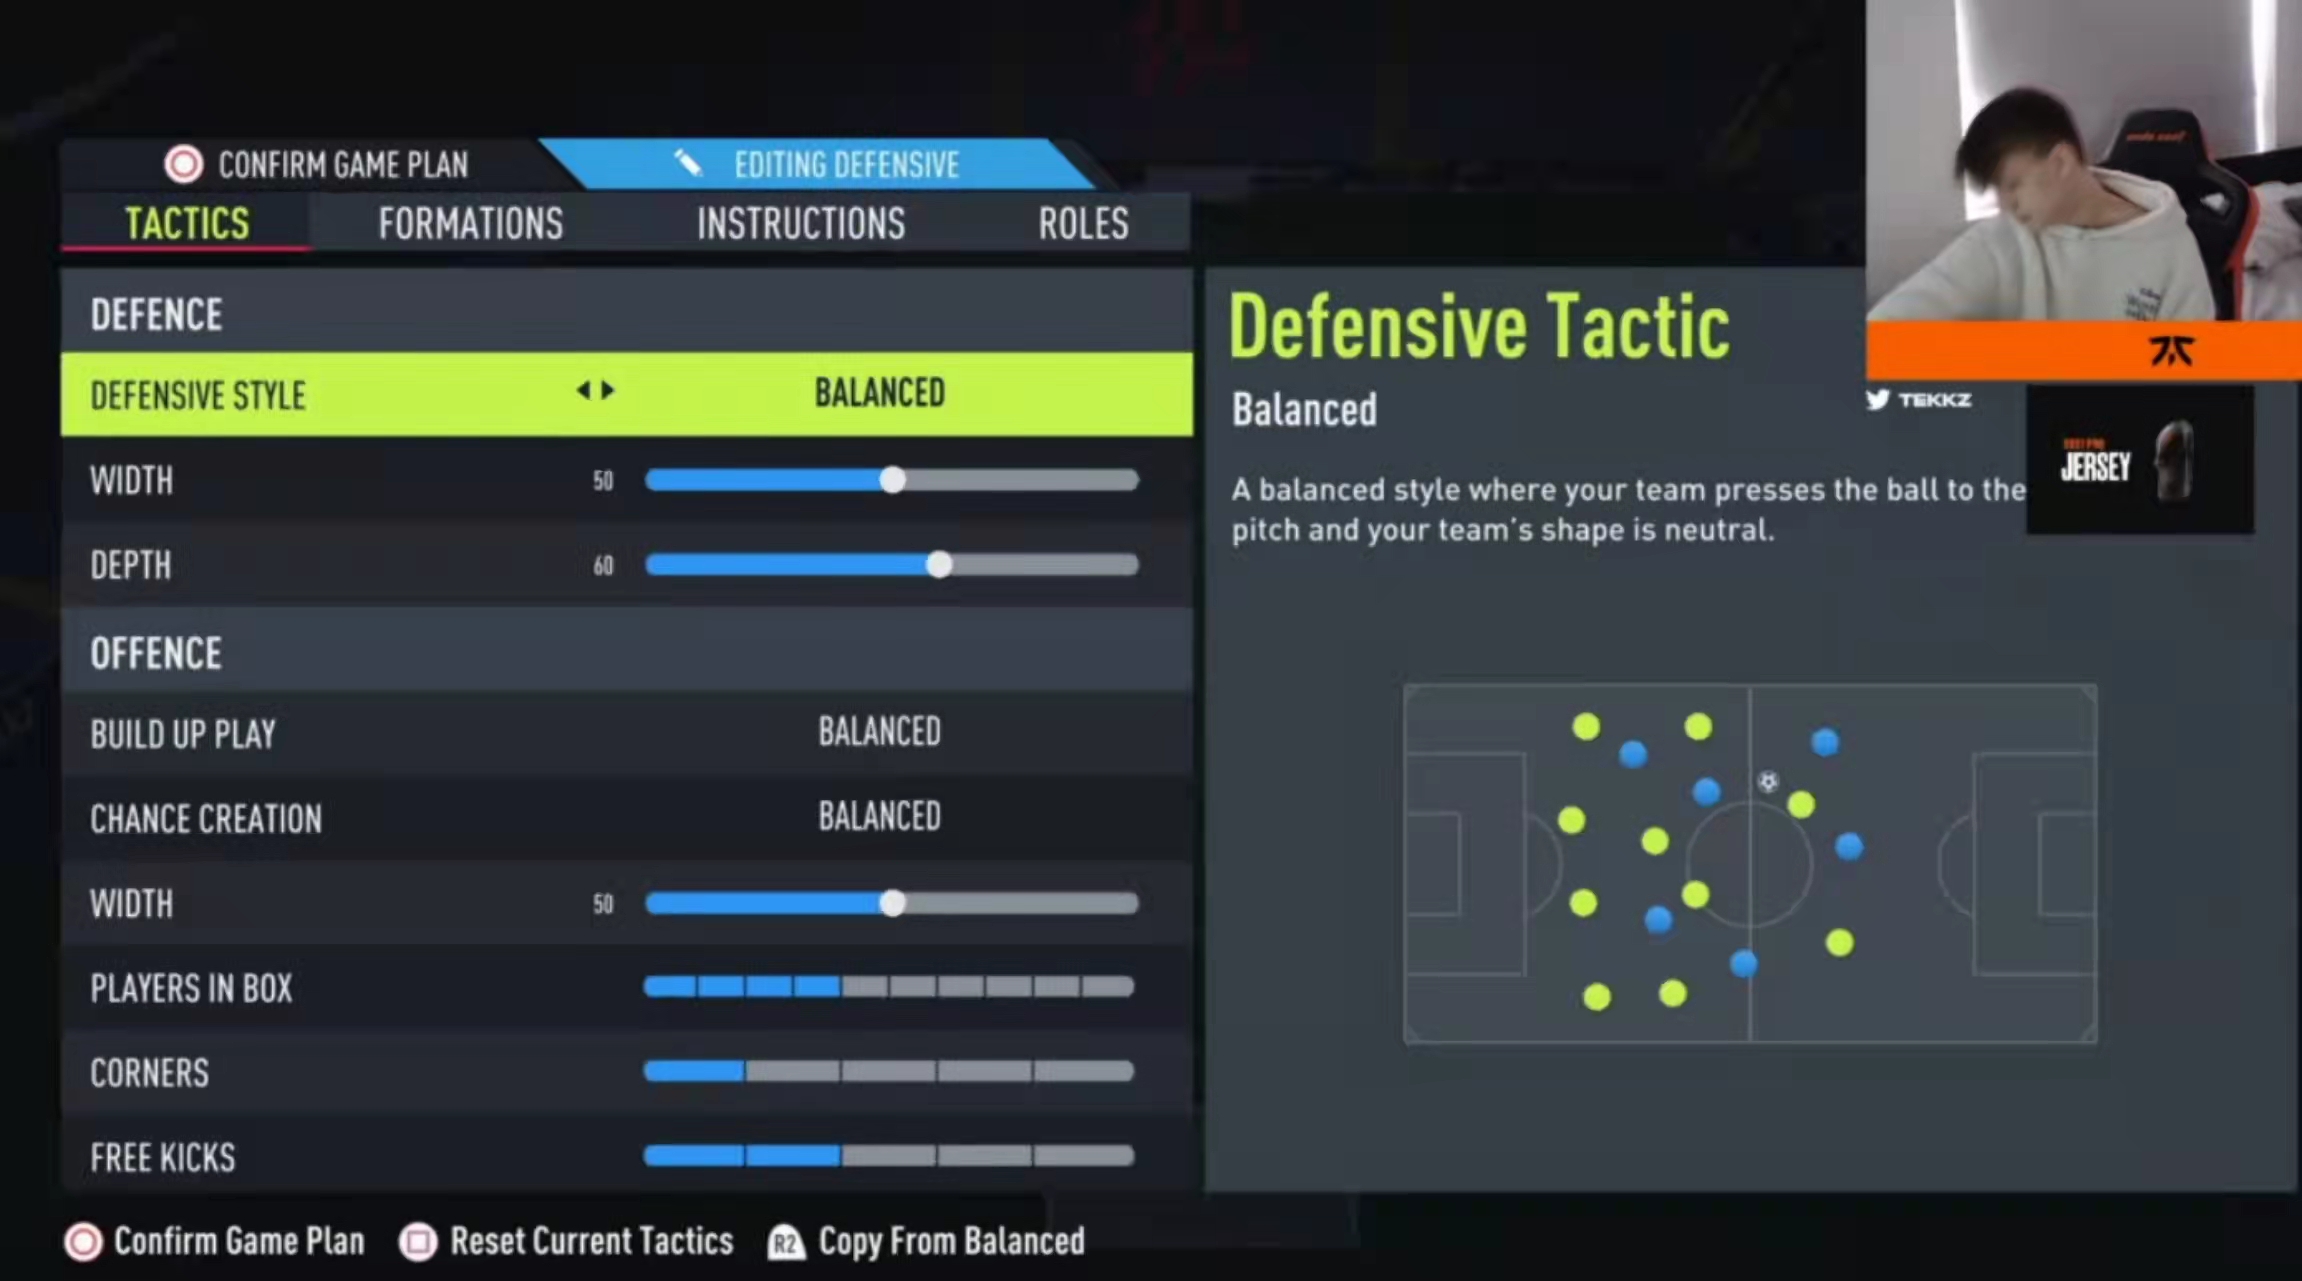 CONFIRM GAME PLAN
EDITING DEFENSIVE
TACTICS FORMATIONS INSTRUCTIONS ROLES
DEFENCE
DEFENSIVE STYLE BALANCED
WIDTH 50
DEPTH 60
OFFENCE
BUILD UP PLAY BALANCED
CHANCE CREATION BALANCED
WIDTH 50
PLAYERS IN BOX
CORNERS
FREE KICKS
Defensive Tactic
Balanced
A balanced style where your team presses the ball to the
pitch and your team's shape is neutral.
TEKKZ
JERSEY
Confirm Game Plan Reset Current Tactics R2 Copy From Balanced